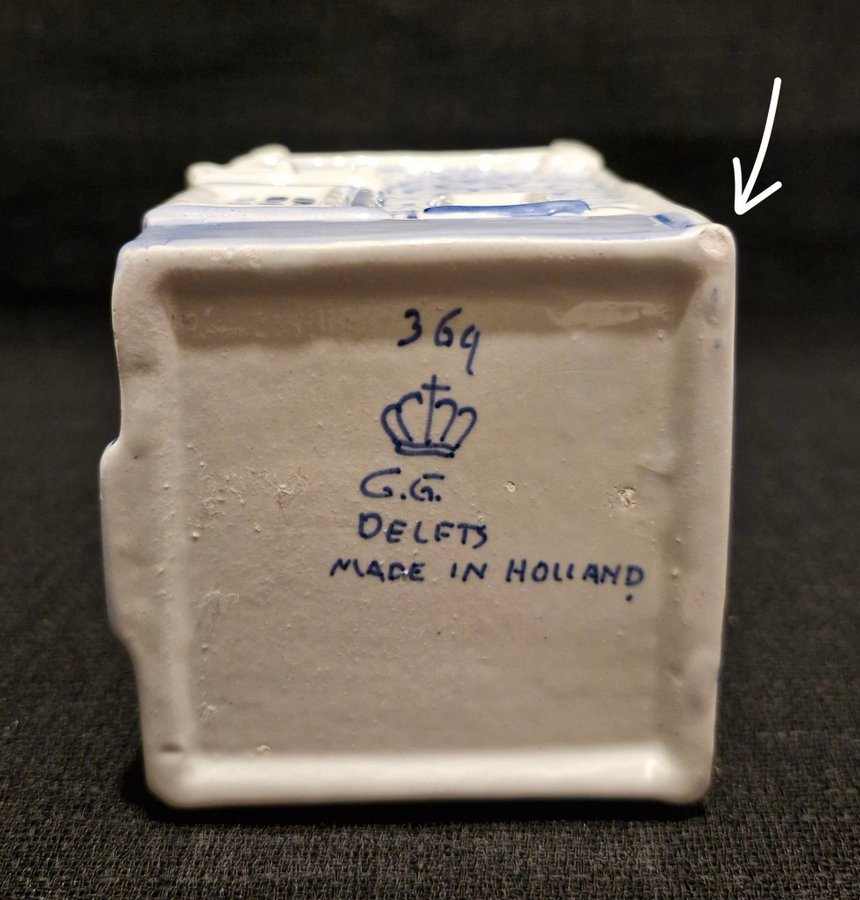 369
G.G.
DELFTS
MADE IN HOLLAND